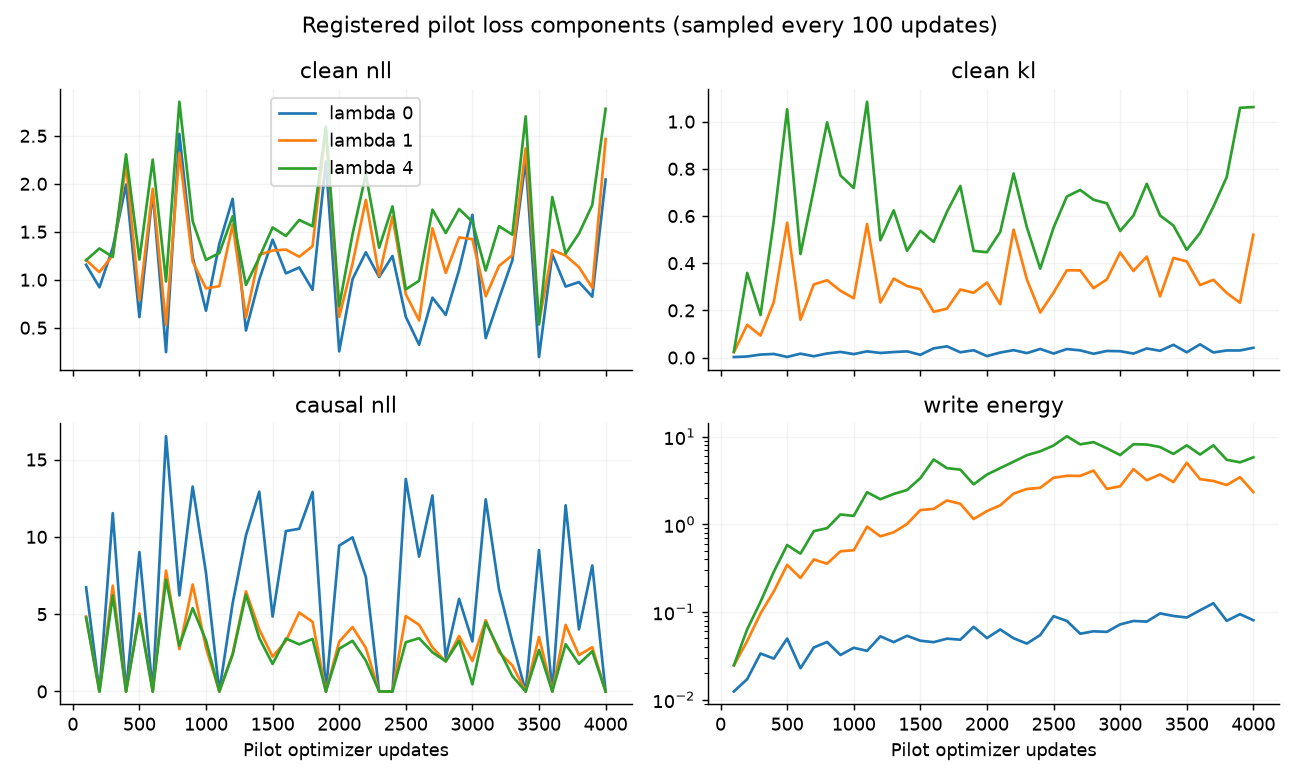 Registered pilot loss components (sampled every 100 updates)
clean nll
lambda 0
lambda 1
lambda 4
2.5
2.0
1.5
1.0
0.5
clean kl
1.0
0.8
0.6
0.4
0.2
0.0
causal nll
15
10
5
0
0 500 1000 1500 2000 2500 3000 3500 4000
Pilot optimizer updates
write energy
10¹
10⁰
10⁻¹
10⁻²
0 500 1000 1500 2000 2500 3000 3500 4000
Pilot optimizer updates